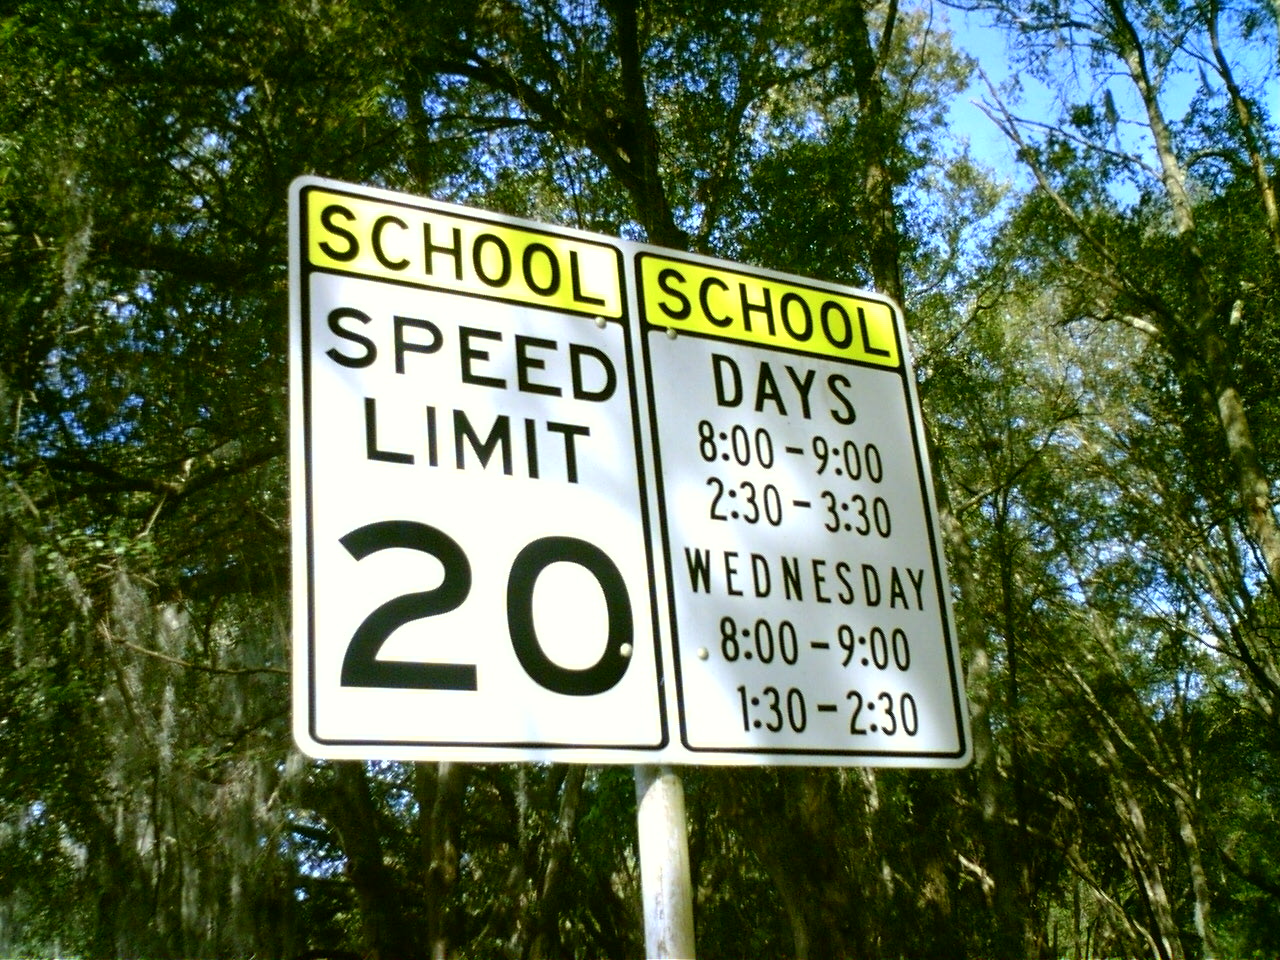 SCHOOL
SPEED
LIMIT
20
SCHOOL
DAYS
8:00 - 9:00
2:30 - 3:30
WEDNESDAY
8:00 - 9:00
1:30 - 2:30